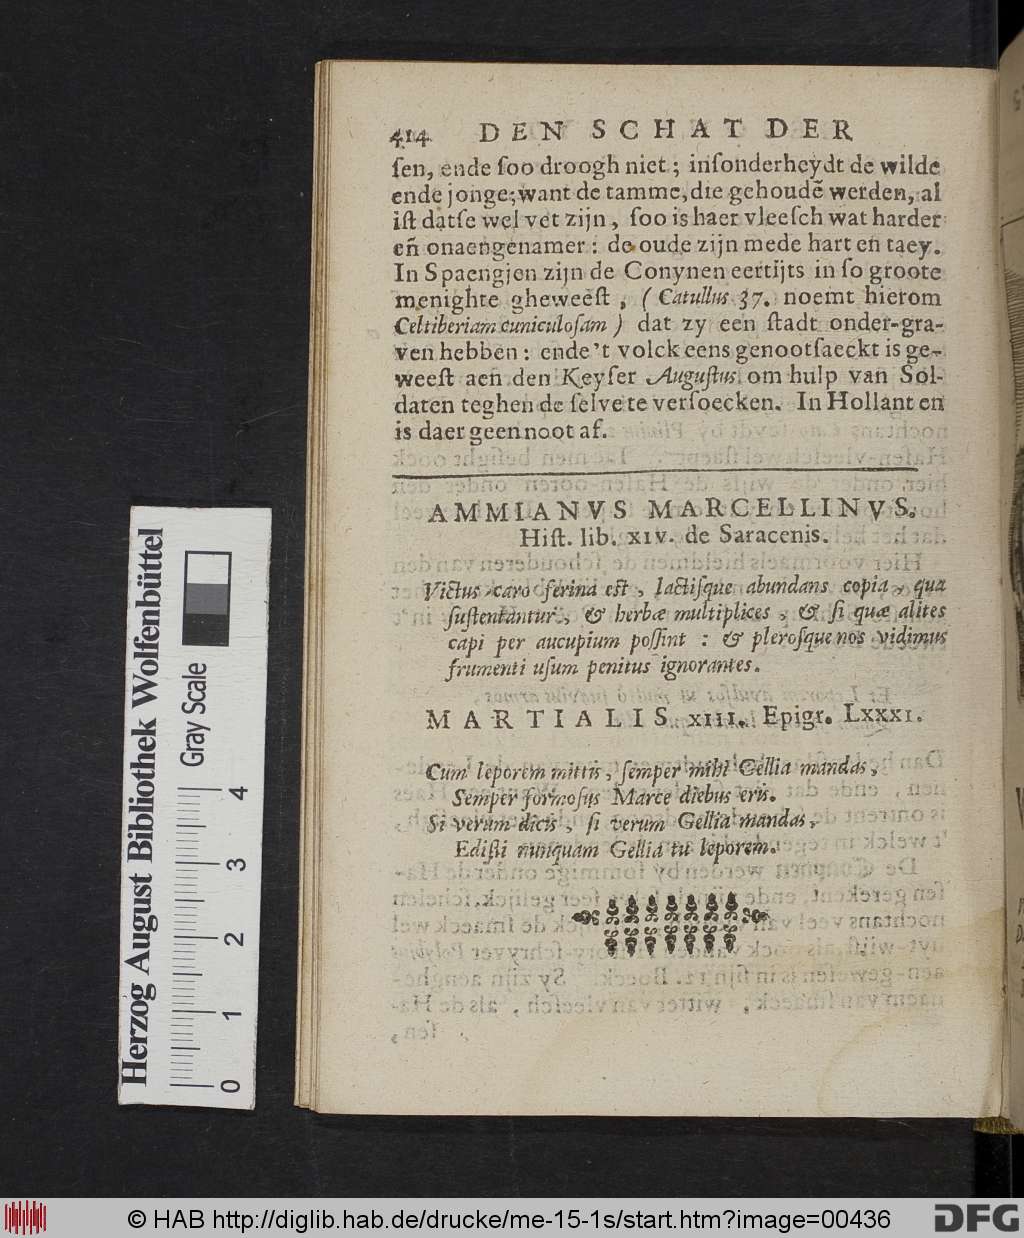 414 DEN SCHAT DER
ſen, ende ſoo droogh niet; inſonderheydt de wilde
ende jonge; want de tamme, die gehoudē werden, al
iſt datſe wel vet zijn, ſoo is haer vleeſch wat harder
eñ onaengenamer: de oude zijn mede hart en taey.
In Spaengien zijn de Conynen eertijts in ſo groote
menighte gheweeſt, (Catullus 37. noemt hierom
Celtiberiam cuniculoſam) dat zy een ſtadt onder-gra-
ven hebben: ende 't volck eens genootſaeckt is ge-
weeſt aen den Keyſer Auguſtus om hulp van Sol-
daten teghen de ſelve te verſoecken. In Hollant en
is daer geen noot af.
AMMIANVS MARCELLINVS.
Hiſt. lib. XIV. de Saracenis.
Victus caro ferina eſt, lactiſque abundans copia, qua
ſuſtentantur, & herbæ multiplices, & ſi quæ alites
capi per aucupium poſſint: & pleroſque nos vidimus
frumenti uſum penitus ignorantes.
MARTIALIS XIII. Epigr. LXXXI.
Cum leporem mittis, ſemper mihi Gellia mandas,
Semper formoſus Marce diebus eris.
Si verum dicis, ſi verum Gellia mandas,
Ediſti nunquam Gellia tu leporem.
Herzog August Bibliothek Wolfenbüttel
Gray Scale
0 1 2 3 4
© HAB http://diglib.hab.de/drucke/me-15-1s/start.htm?image=00436
DFG